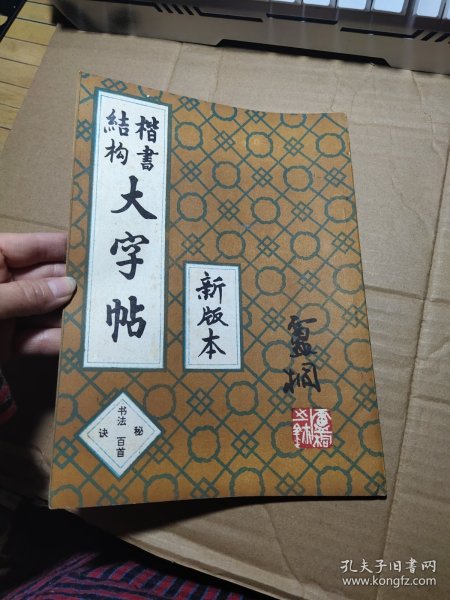 楷書
結构
大字帖
新版本
书法
百首
秘
诀
孔夫子旧书网
www.kongfz.com